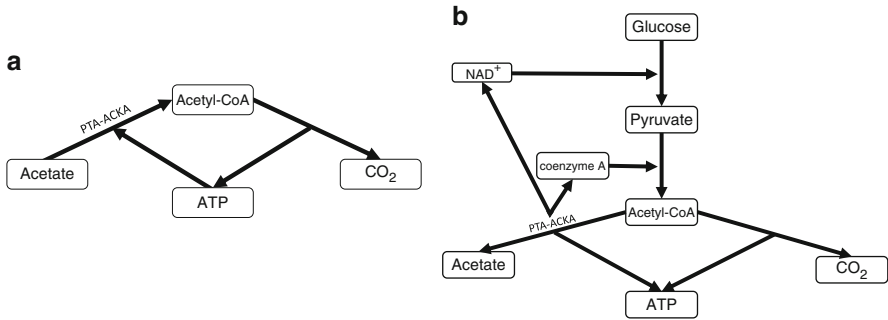 a
Acetyl-CoA
PTA-ACKA
Acetate
ATP
CO2
b
Glucose
NAD+
Pyruvate
coenzyme A
Acetyl-CoA
PTA-ACKA
Acetate
CO2
ATP